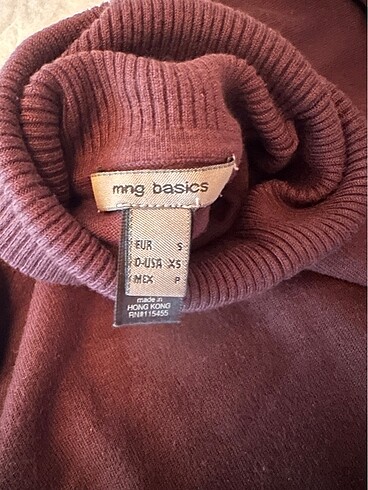 mng basics
EUR S
D-USA XS
MEX P
made in
HONG KONG
RN#115455